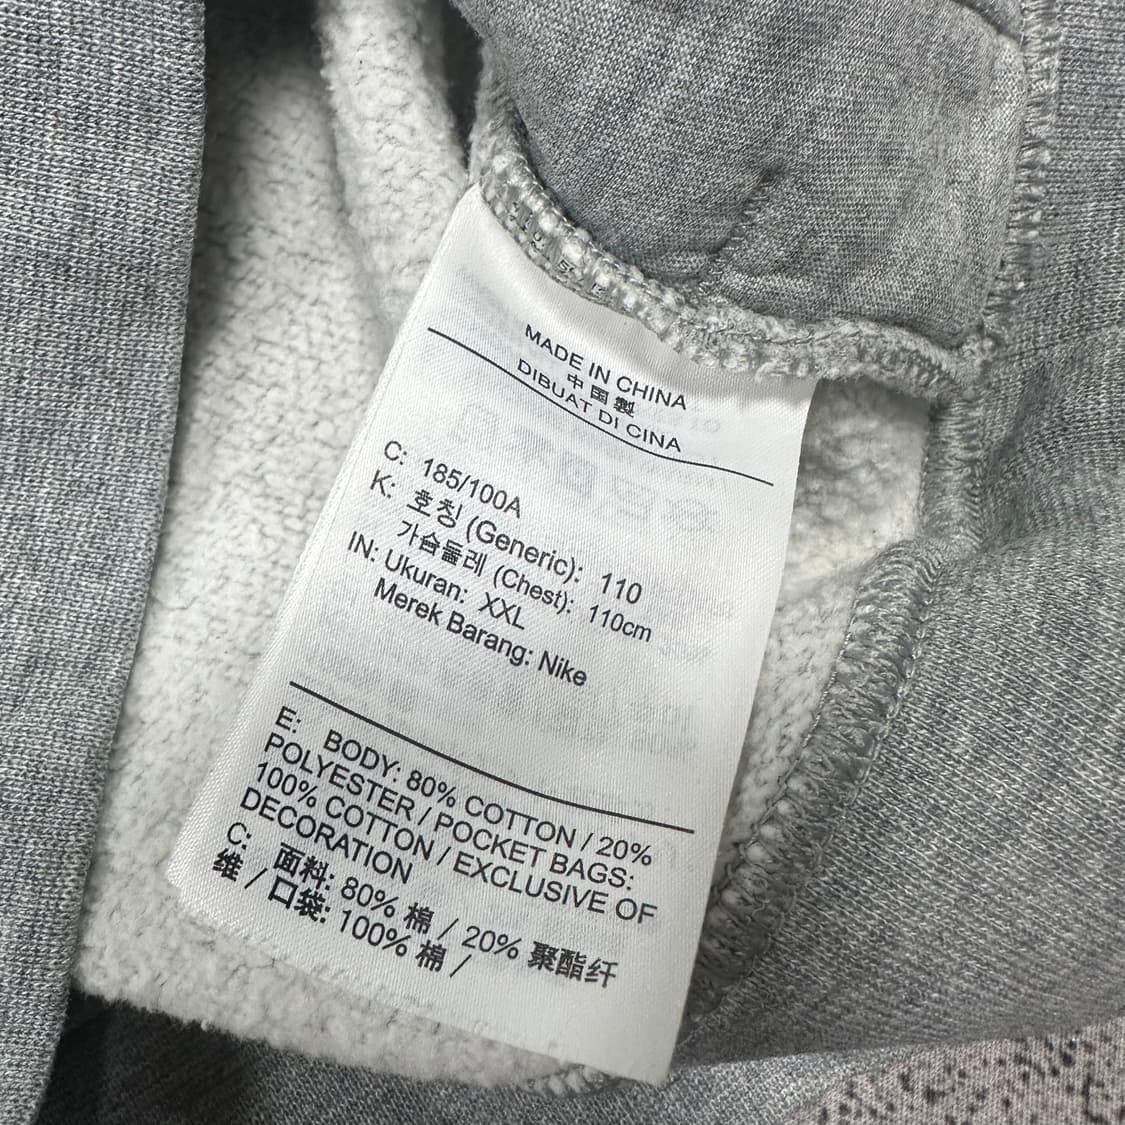 MADE IN CHINA
中国製
DIBUAT DI CINA
C: 185/100A
K: 호칭 (Generic): 110
가슴둘레 (Chest): 110cm
IN: Ukuran: XXL
Merek Barang: Nike
E: BODY: 80% COTTON / 20%
POLYESTER / POCKET BAGS:
100% COTTON / EXCLUSIVE OF
DECORATION
C: 面料: 80% 棉 / 20% 聚酯纤
维 / 口袋: 100% 棉 /